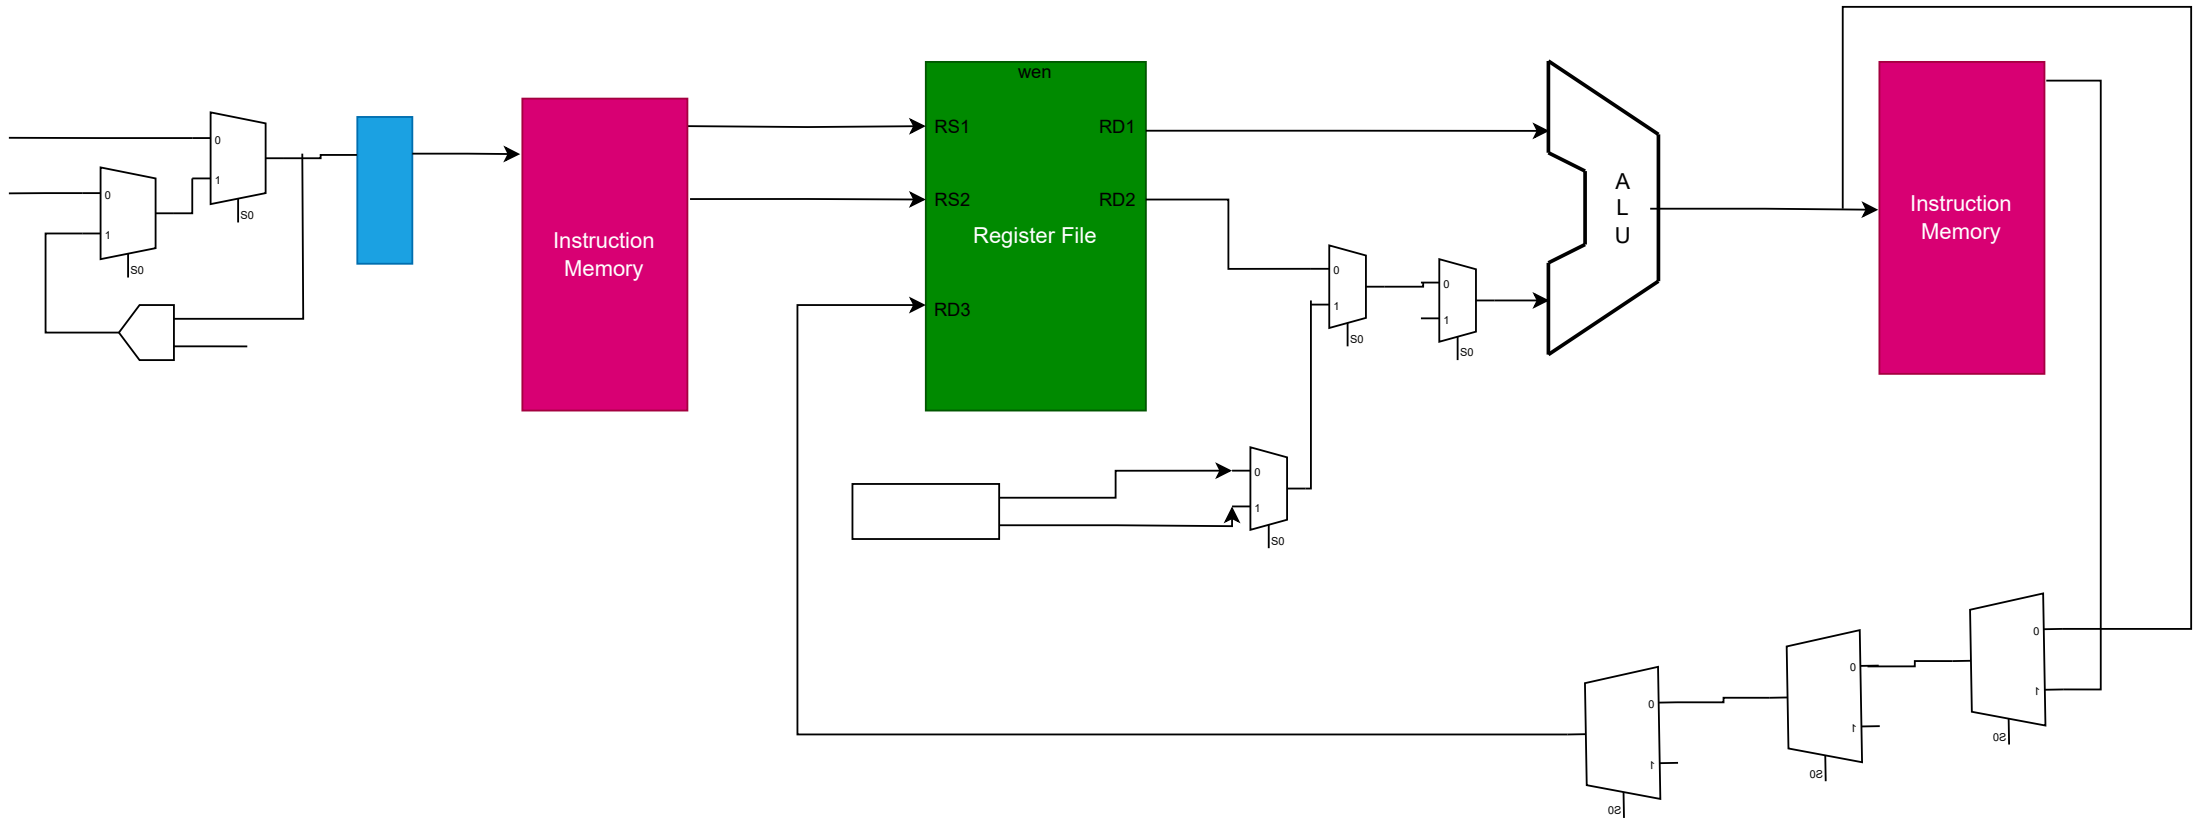 0
1
S0
0
1
S0
Instruction
Memory
wen
RS1
RD1
RS2
RD2
Register File
RD3
0
1
S0
0
1
S0
A
L
U
Instruction
Memory
0
1
S0
0
1
S0
0
1
S0
0
1
S0